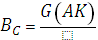 B_C = G(AK)